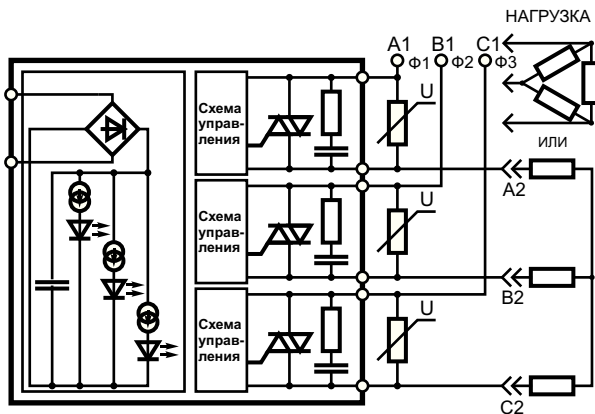 НАГРУЗКА
A1 B1 C1
Ф1 Ф2 Ф3
U
Схема
управ-
ления
ИЛИ
A2
U
Схема
управ-
ления
B2
U
Схема
управ-
ления
C2